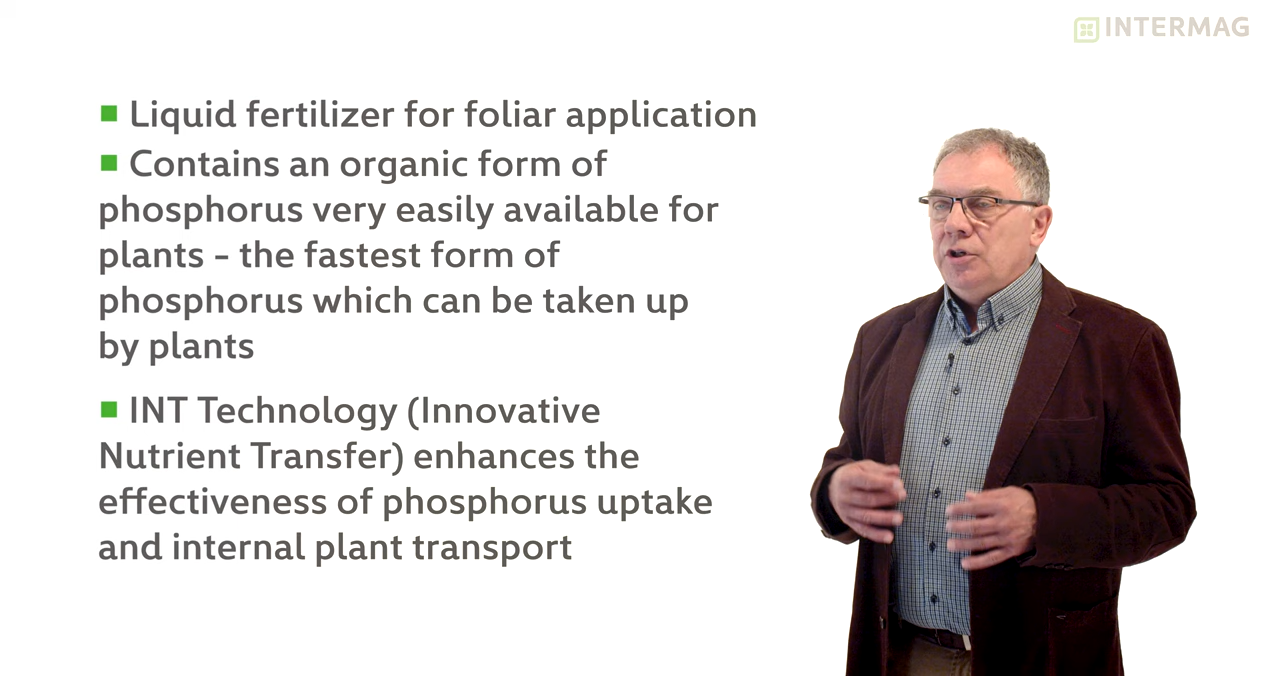 INTERMAG
■ Liquid fertilizer for foliar application
■ Contains an organic form of
phosphorus very easily available for
plants – the fastest form of
phosphorus which can be taken up
by plants
■ INT Technology (Innovative
Nutrient Transfer) enhances the
effectiveness of phosphorus uptake
and internal plant transport